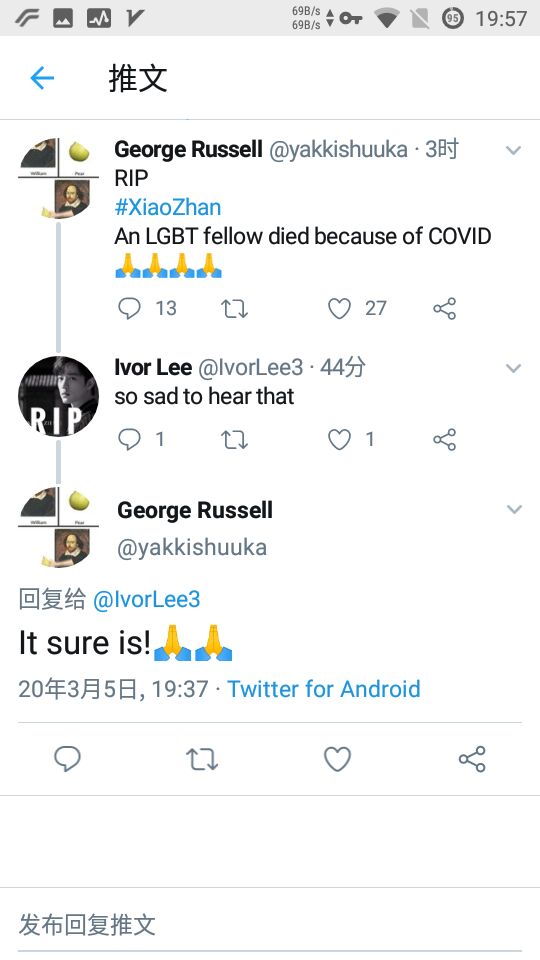 69B/s
69B/s
95
19:57
推文
George Russell @yakkishuuka · 3时
RIP
#XiaoZhan
An LGBT fellow died because of COVID
🙏🙏🙏🙏
13 27
William Pear
Ivor Lee @IvorLee3 · 44分
so sad to hear that
1 1
RIP
George Russell
@yakkishuuka
William Pear
回复给 @IvorLee3
It sure is!🙏🙏
20年3月5日, 19:37 · Twitter for Android
发布回复推文